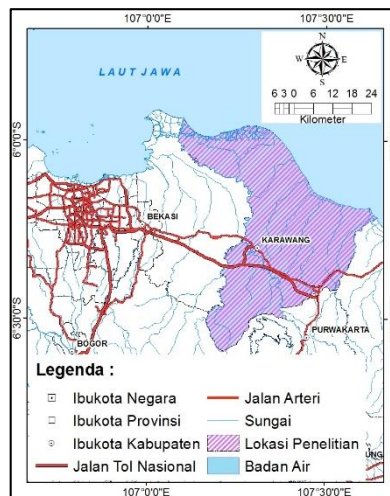 107°0'0"E 107°30'0"E
N
W E
S
6 3 0 6 12 18 24
Kilometer
LAUT JAWA
6°0'0"S
BEKASI
KARAWANG
6°30'0"S
PURWAKARTA
BOGOR
Legenda :
Ibukota Negara
Ibukota Provinsi
Ibukota Kabupaten
Jalan Tol Nasional
Jalan Arteri
Sungai
Lokasi Penelitian
Badan Air
UNG
107°0'0"E 107°30'0"E